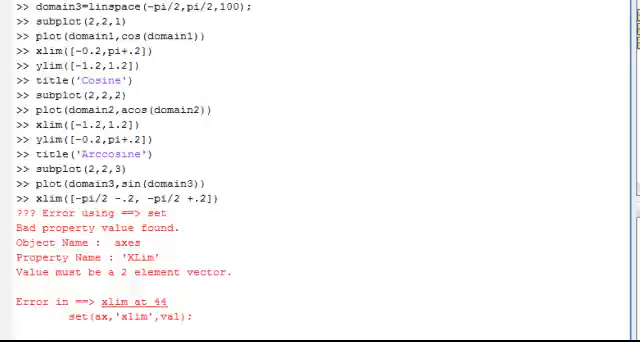 >> domain3=linspace(-pi/2,pi/2,100);
>> subplot(2,2,1)
>> plot(domain1,cos(domain1))
>> xlim([-0.2,pi+.2])
>> ylim([-1.2,1.2])
>> title('Cosine')
>> subplot(2,2,2)
>> plot(domain2,acos(domain2))
>> xlim([-1.2,1.2])
>> ylim([-0.2,pi+.2])
>> title('Arccosine')
>> subplot(2,2,3)
>> plot(domain3,sin(domain3))
>> xlim([-pi/2 -.2, -pi/2 +.2])
??? Error using ==> set
Bad property value found.
Object Name :  axes
Property Name : 'XLim'
Value must be a 2 element vector.
Error in ==> xlim at 44
set(ax,'xlim',val);